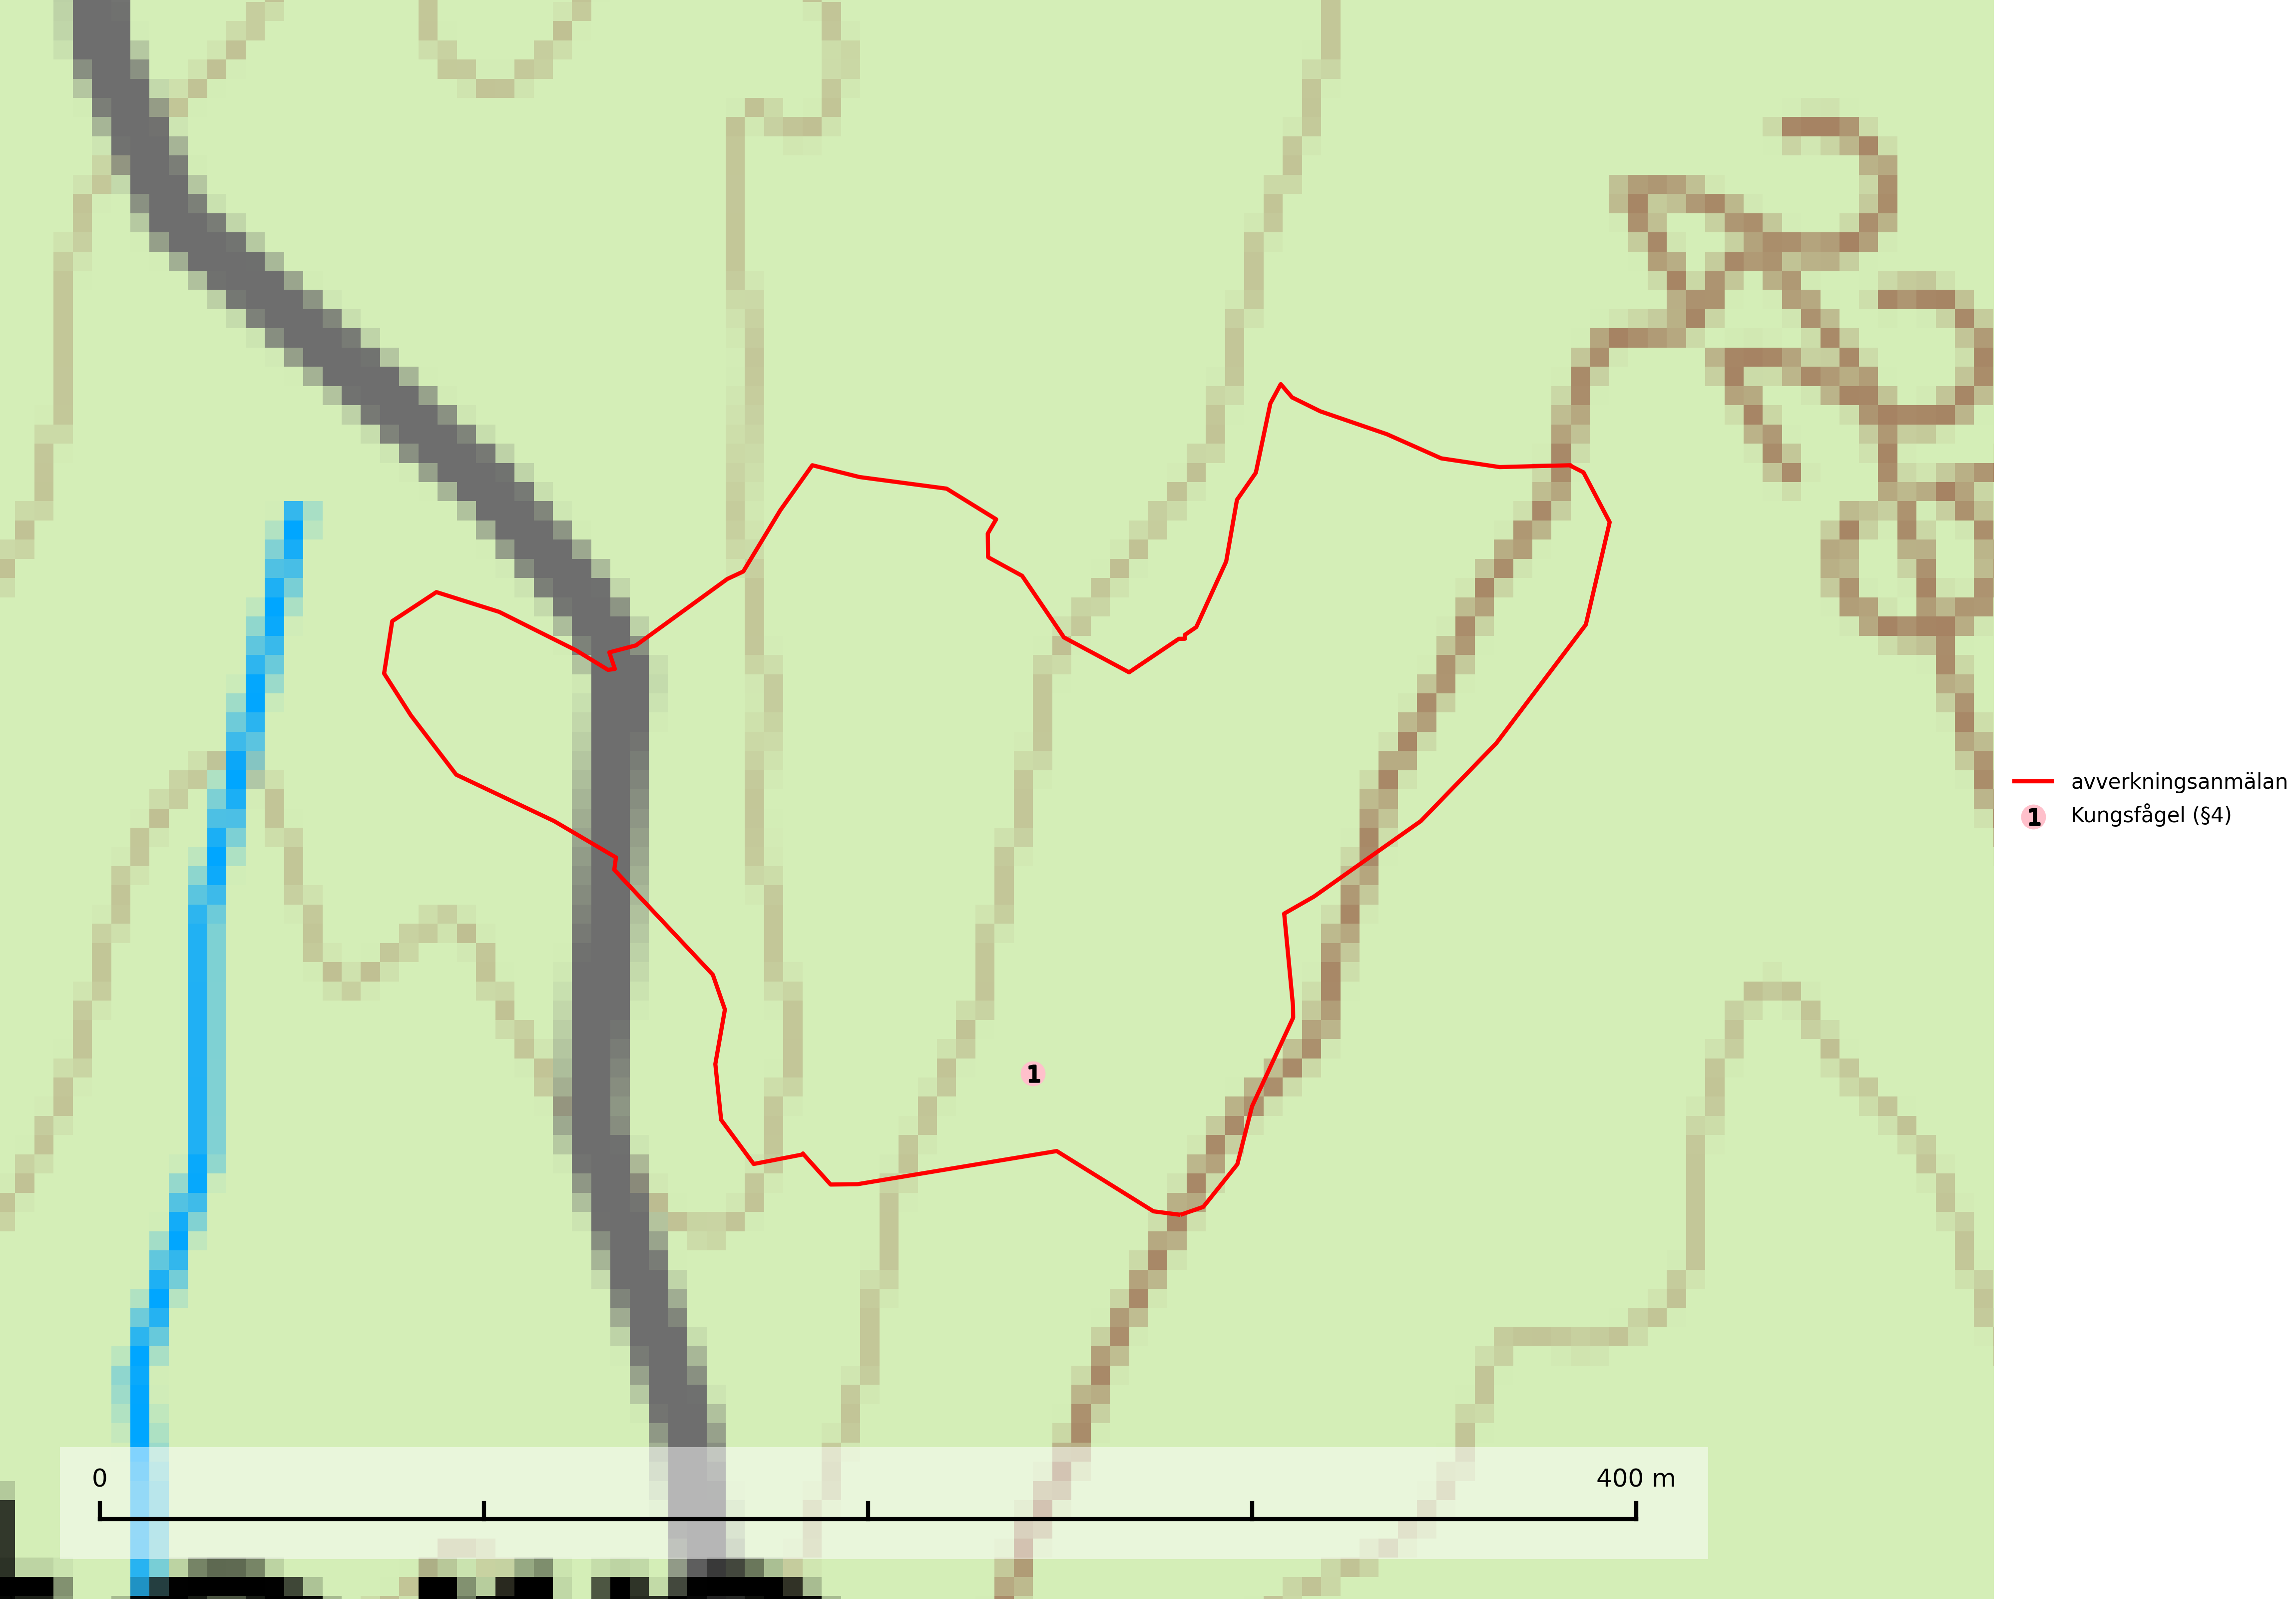 avverkningsanmälan
1 Kungsfågel (§4)
1
0 400 m